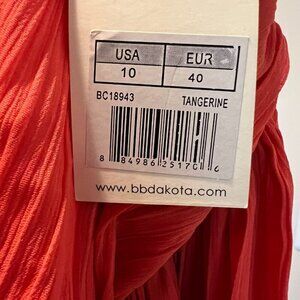 USA EUR
10 40
BC18943 TANGERINE
8 84986 25170 6
www.bbdakota.com